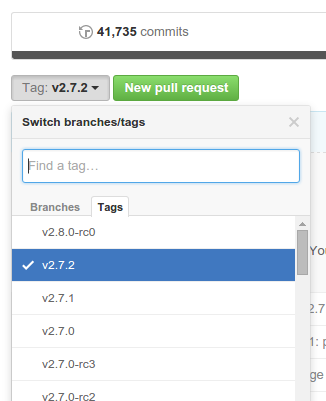 41,735 commits
Tag: v2.7.2
New pull request
Switch branches/tags
Find a tag…
Branches Tags
v2.8.0-rc0
v2.7.2
v2.7.1
v2.7.0
v2.7.0-rc3
v2.7.0-rc2
You
2.7
1: p
ge